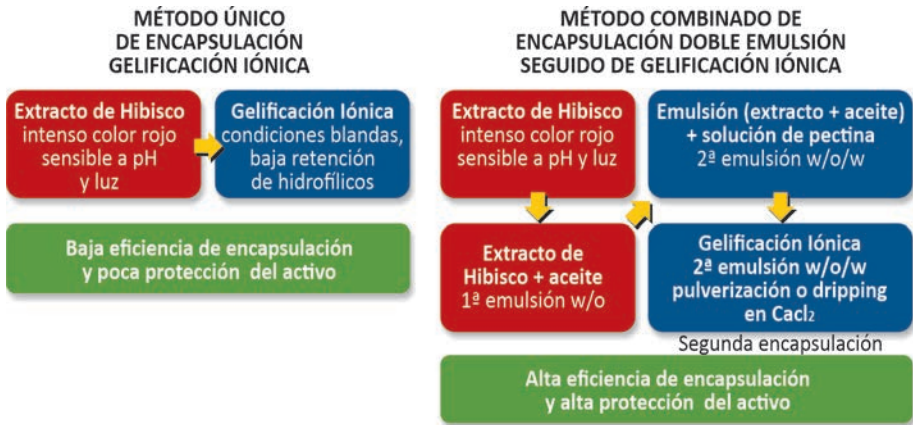 MÉTODO ÚNICO
DE ENCAPSULACIÓN
GELIFICACIÓN IÓNICA
Extracto de Hibisco
intenso color rojo
sensible a pH
y luz
Gelificación Iónica
condiciones blandas,
baja retención
de hidrofílicos
Baja eficiencia de encapsulación
y poca protección del activo
MÉTODO COMBINADO DE
ENCAPSULACIÓN DOBLE EMULSIÓN
SEGUIDO DE GELIFICACIÓN IÓNICA
Extracto de Hibisco
intenso color rojo
sensible a pH y luz
Extracto de
Hibisco + aceite
1ª emulsión w/o
Emulsión (extracto + aceite)
+ solución de pectina
2ª emulsión w/o/w
Gelificación Iónica
2ª emulsión w/o/w
pulverización o dripping
en Cacl₂
Segunda encapsulación
Alta eficiencia de encapsulación
y alta protección del activo